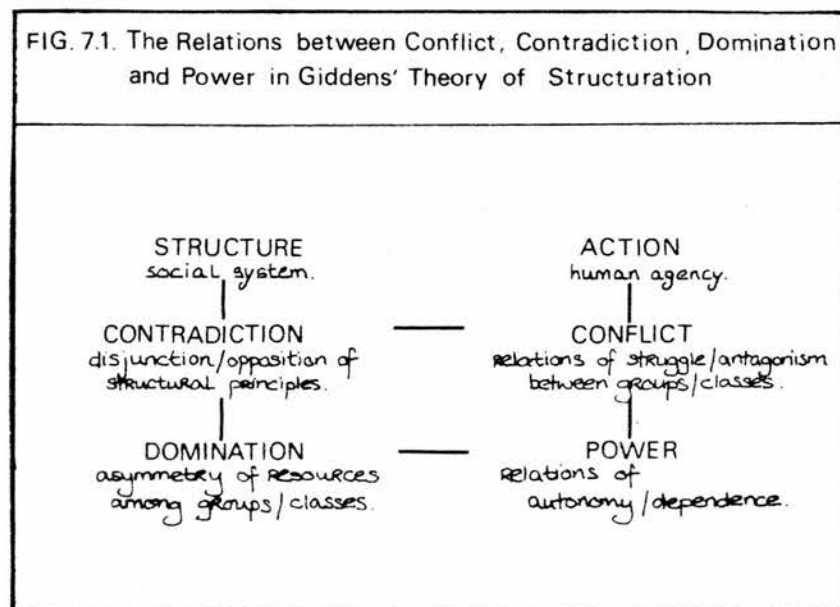 FIG. 7.1. The Relations between Conflict, Contradiction, Domination
and Power in Giddens' Theory of Structuration
STRUCTURE
social system.
ACTION
human agency.
CONTRADICTION
disjunction/opposition of
structural principles.
CONFLICT
relations of struggle/antagonism
between groups/classes.
DOMINATION
asymmetry of resources
among groups/classes.
POWER
relations of
autonomy/dependence.